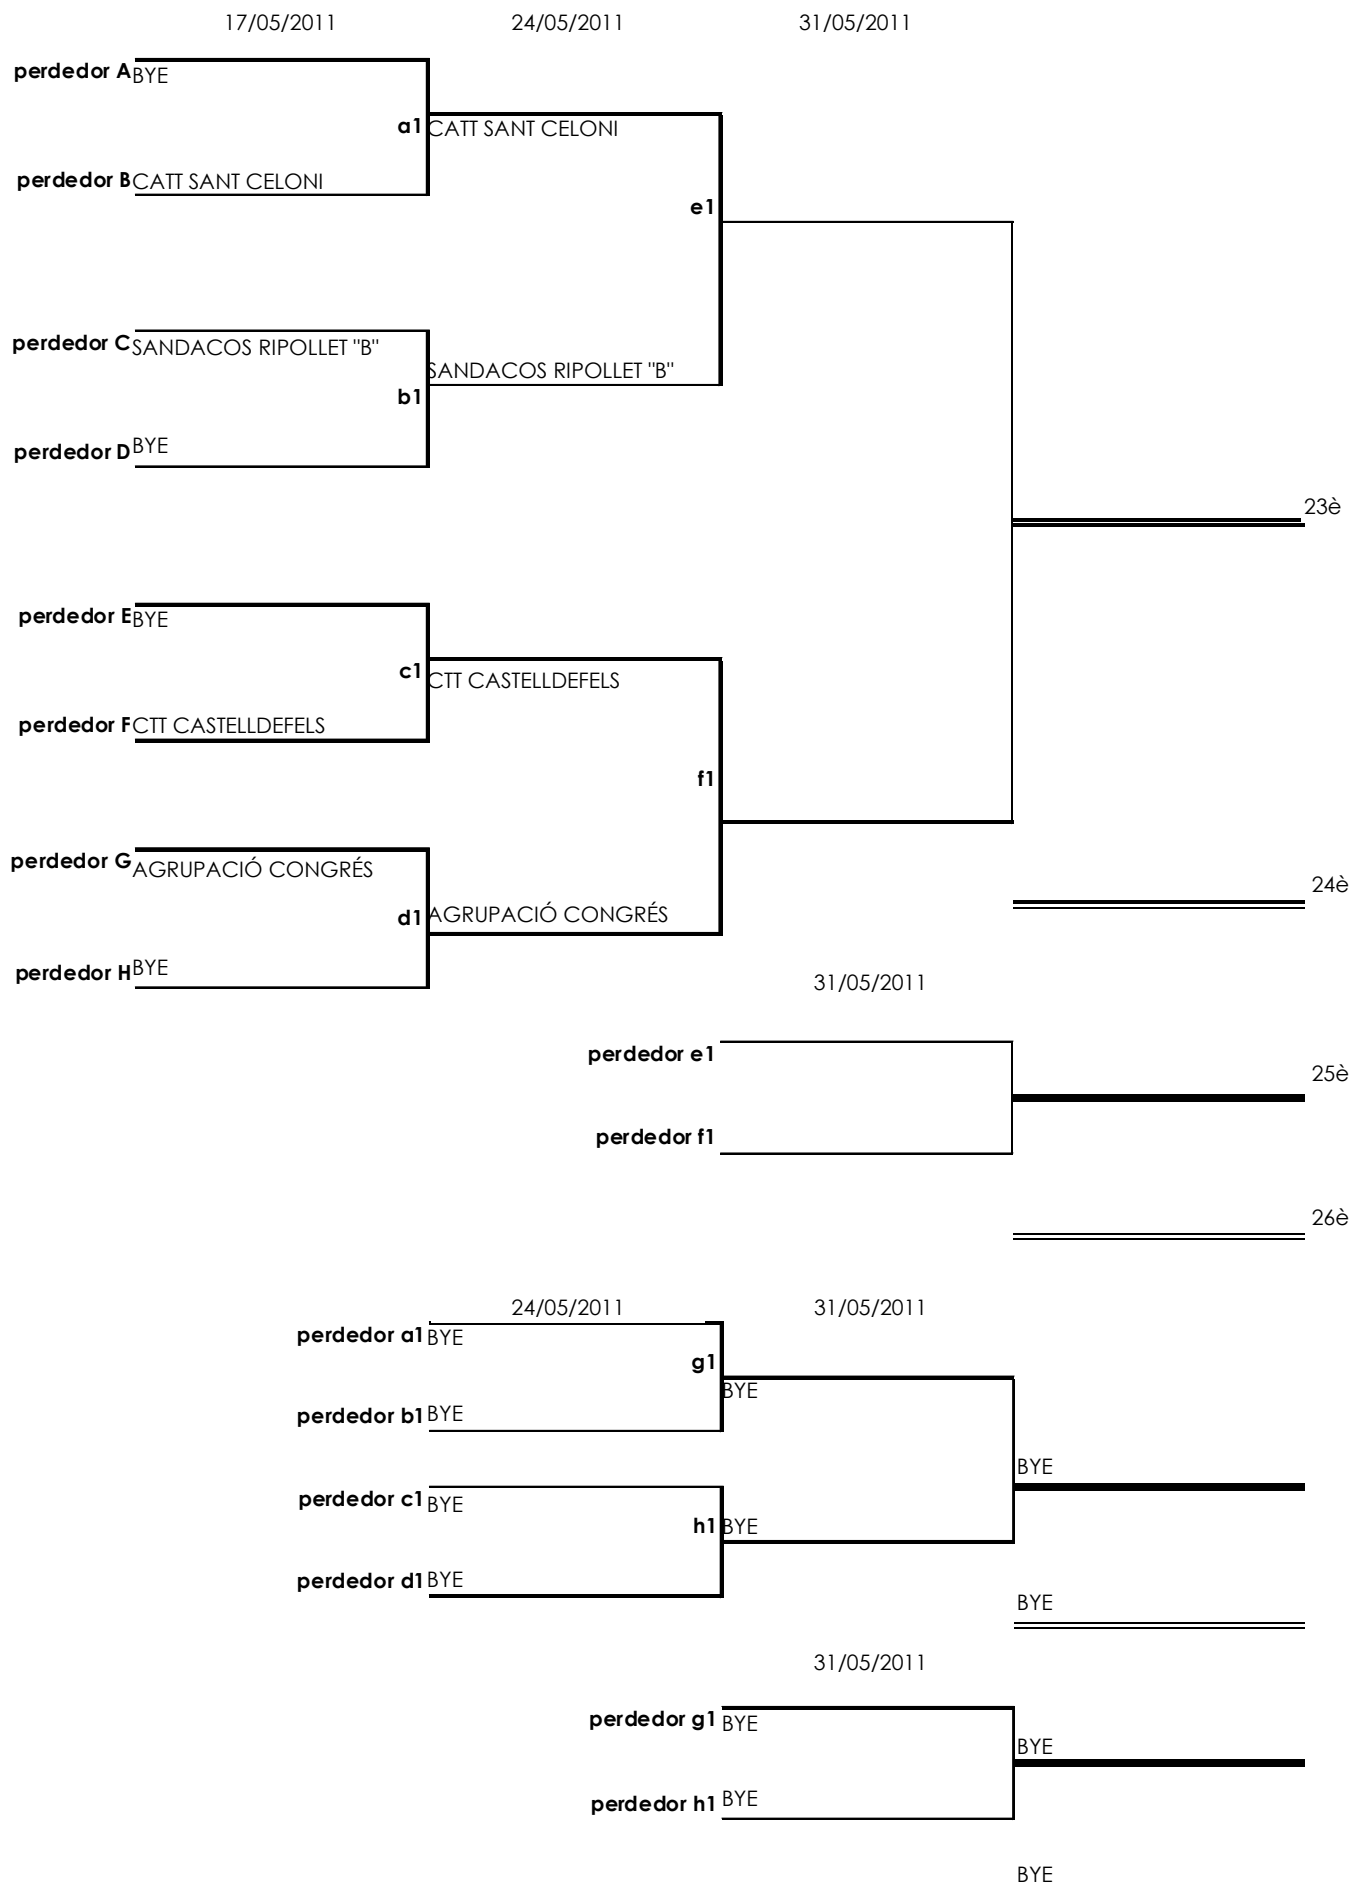 17/05/2011 24/05/2011 31/05/2011
perdedor A BYE
a1 CATT SANT CELONI
perdedor B CATT SANT CELONI
e1
perdedor C SANDACOS RIPOLLET "B"
SANDACOS RIPOLLET "B"
b1
perdedor D BYE
23è
perdedor E BYE
c1 CTT CASTELLDEFELS
perdedor F CTT CASTELLDEFELS
f1
perdedor G AGRUPACIÓ CONGRÉS
24è
d1 AGRUPACIÓ CONGRÉS
perdedor H BYE
31/05/2011
perdedor e1
25è
perdedor f1
26è
24/05/2011 31/05/2011
perdedor a1 BYE
g1
BYE
perdedor b1 BYE
BYE
perdedor c1 BYE
h1 BYE
perdedor d1 BYE
BYE
31/05/2011
perdedor g1 BYE
BYE
perdedor h1 BYE
BYE